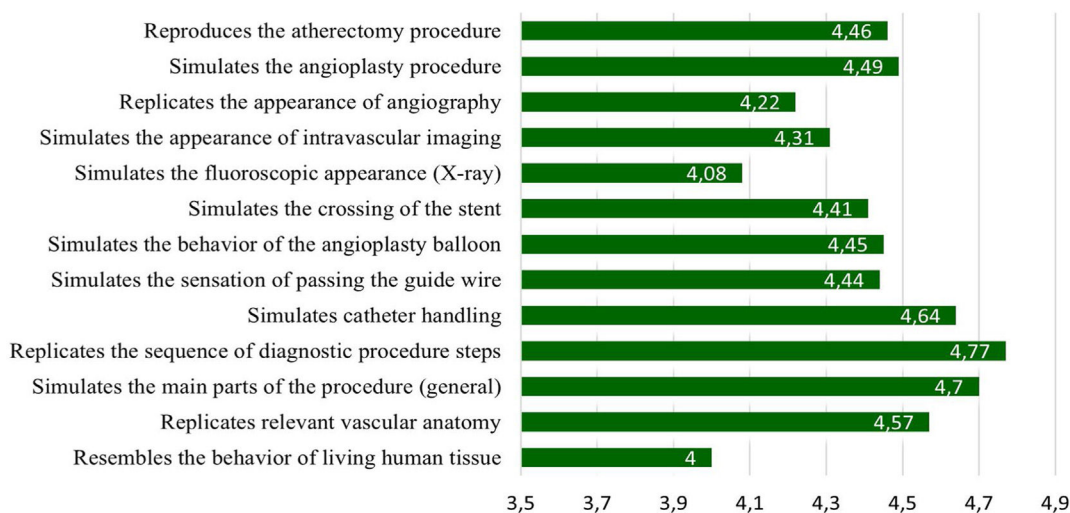 Reproduces the atherectomy procedure 4,46
Simulates the angioplasty procedure 4,49
Replicates the appearance of angiography 4,22
Simulates the appearance of intravascular imaging 4,31
Simulates the fluoroscopic appearance (X-ray) 4,08
Simulates the crossing of the stent 4,41
Simulates the behavior of the angioplasty balloon 4,45
Simulates the sensation of passing the guide wire 4,44
Simulates catheter handling 4,64
Replicates the sequence of diagnostic procedure steps 4,77
Simulates the main parts of the procedure (general) 4,7
Replicates relevant vascular anatomy 4,57
Resembles the behavior of living human tissue 4
3,5 3,7 3,9 4,1 4,3 4,5 4,7 4,9